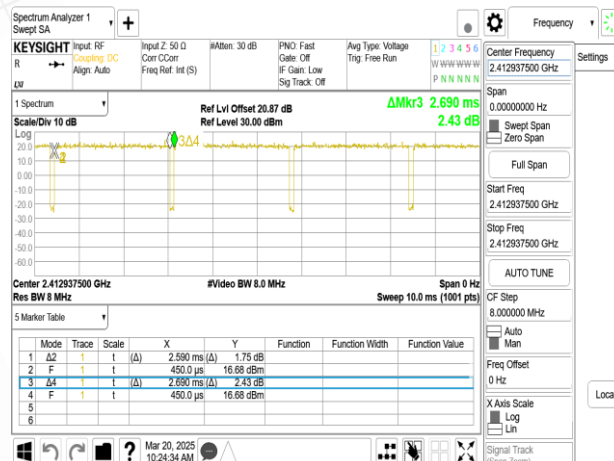 Spectrum Analyzer 1
Swept SA
+
Frequency
KEYSIGHT
R
LXI
Input: RF
Coupling: DC
Align: Auto
Input Z: 50 Ω
Corr CCorr
Freq Ref: Int (S)
#Atten: 30 dB
PNO: Fast
Gate: Off
IF Gain: Low
Sig Track: Off
Avg Type: Voltage
Trig: Free Run
1 2 3 4 5 6
W W W W W W
P N N N N N
Center Frequency
2.412937500 GHz
Settings
1 Spectrum
Scale/Div 10 dB
Ref Lvl Offset 20.87 dB
Ref Level 30.00 dBm
ΔMkr3 2.690 ms
2.43 dB
Span
0.00000000 Hz
Swept Span
Zero Span
Full Span
Start Freq
2.412937500 GHz
Stop Freq
2.412937500 GHz
AUTO TUNE
CF Step
8.000000 MHz
Auto
Man
Freq Offset
0 Hz
X Axis Scale
Log
Lin
Signal Track
(Span Zoom)
Loca
Log
20.0
10.0
0.00
-10.0
-20.0
-30.0
-40.0
-50.0
-60.0
2
3Δ4
Center 2.412937500 GHz
Res BW 8 MHz
#Video BW 8.0 MHz
Span 0 Hz
Sweep 10.0 ms (1001 pts)
5 Marker Table
Mode Trace Scale X Y Function Function Width Function Value
1 Δ2 1 t (Δ) 2.590 ms (Δ) 1.75 dB
2 F 1 t 450.0 µs 16.68 dBm
3 Δ4 1 t (Δ) 2.690 ms (Δ) 2.43 dB
4 F 1 t 450.0 µs 16.68 dBm
5
6
?
Mar 20, 2025
10:24:34 AM